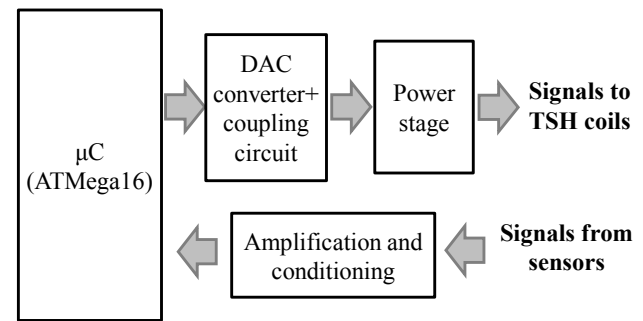 μC
(ATMega16)
DAC
converter+
coupling
circuit
Power
stage
Signals to
TSH coils
Amplification and
conditioning
Signals from
sensors